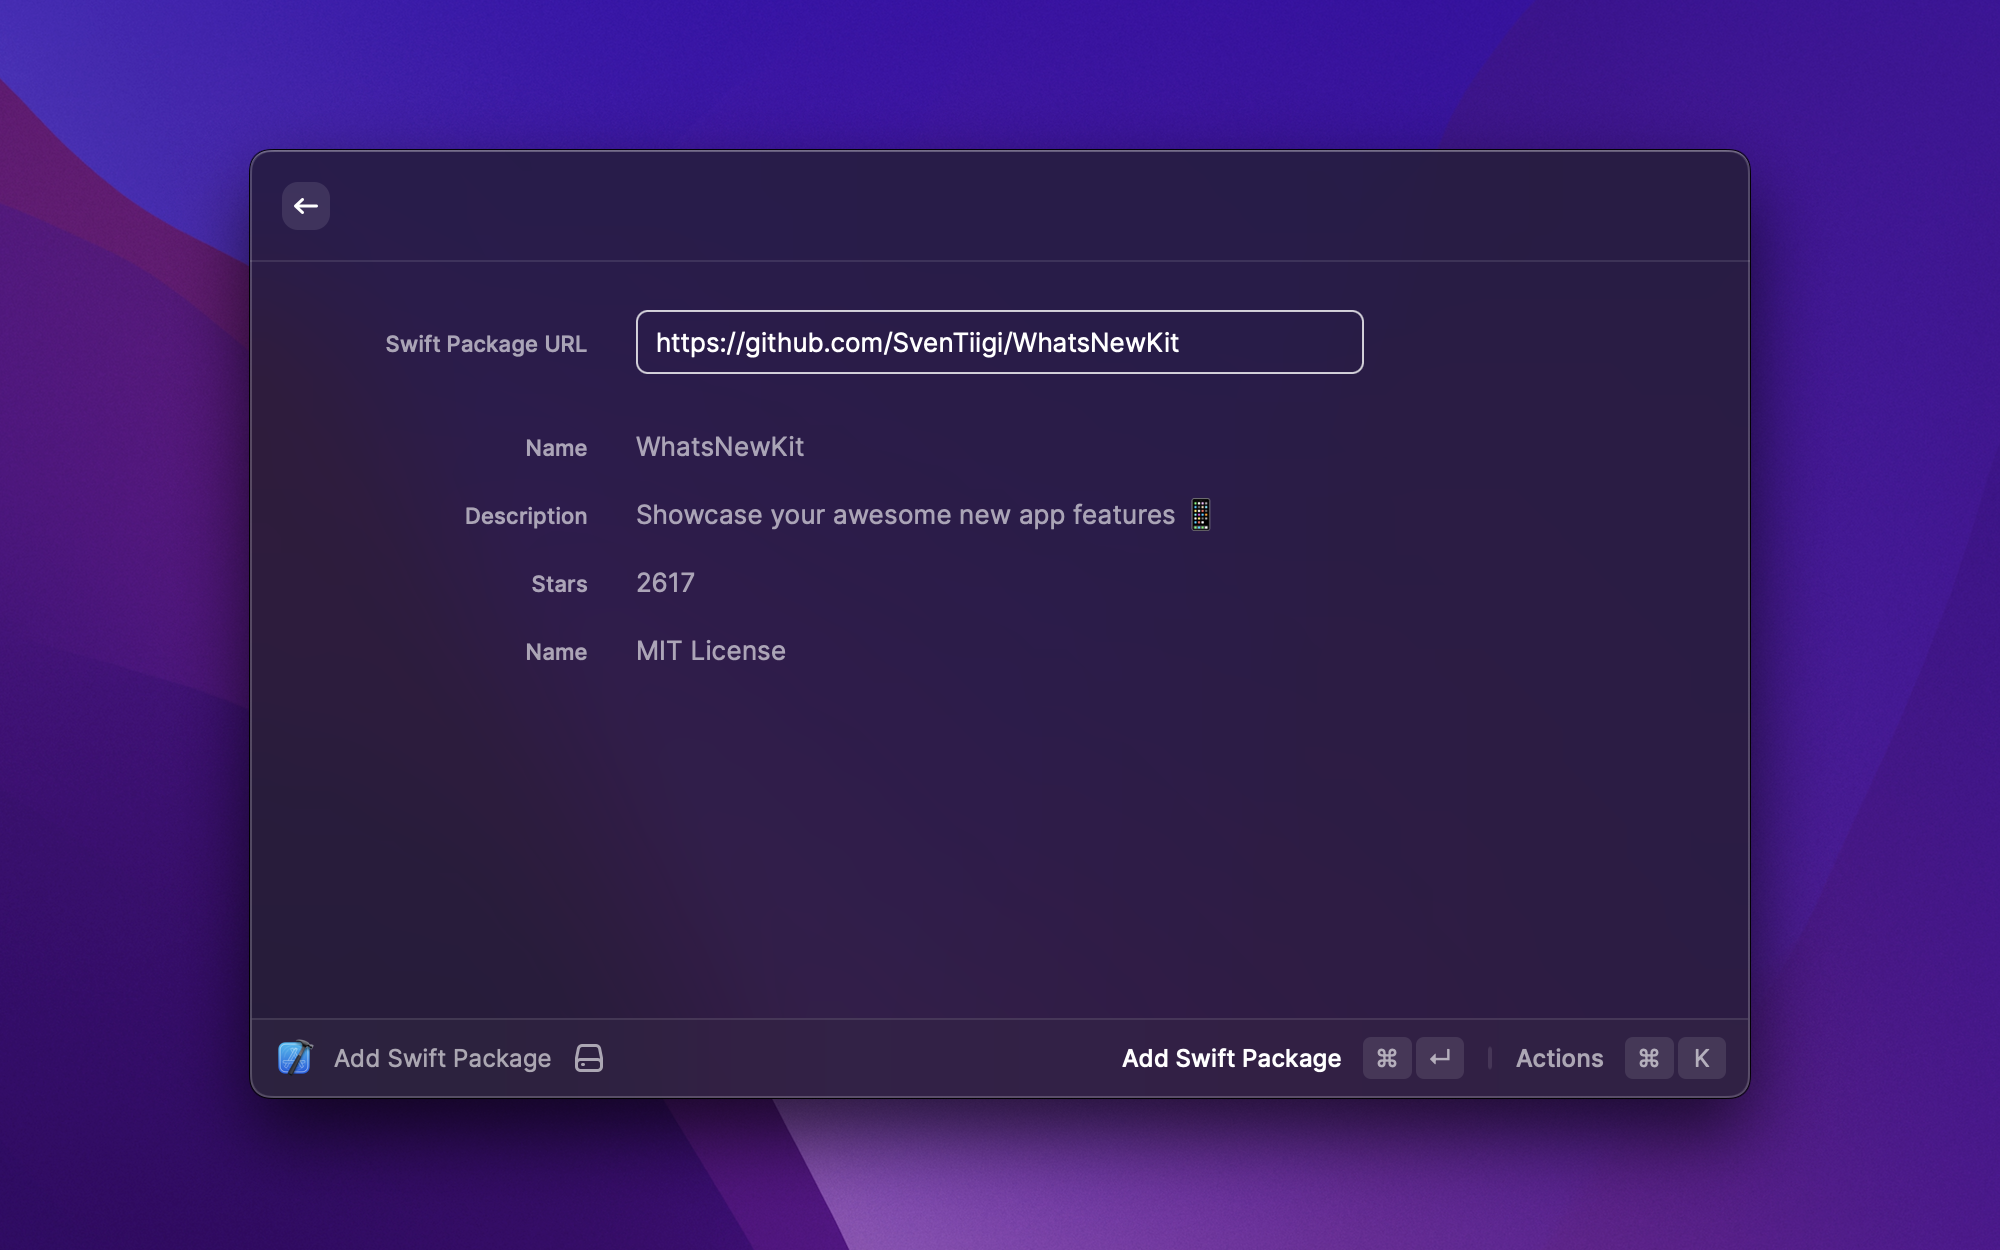 Swift Package URL https://github.com/SvenTiigi/WhatsNewKit
Name WhatsNewKit
Description Showcase your awesome new app features 📱
Stars 2617
Name MIT License
Add Swift Package Add Swift Package ⌘ ↵ Actions ⌘ K